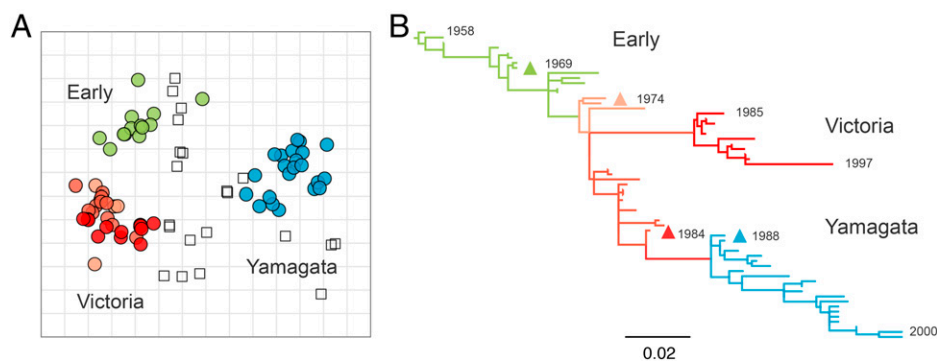 A
Early
Victoria
Yamagata
B
1958
Early
1969
1974
1985
Victoria
1997
Yamagata
1984
1988
2000
0.02